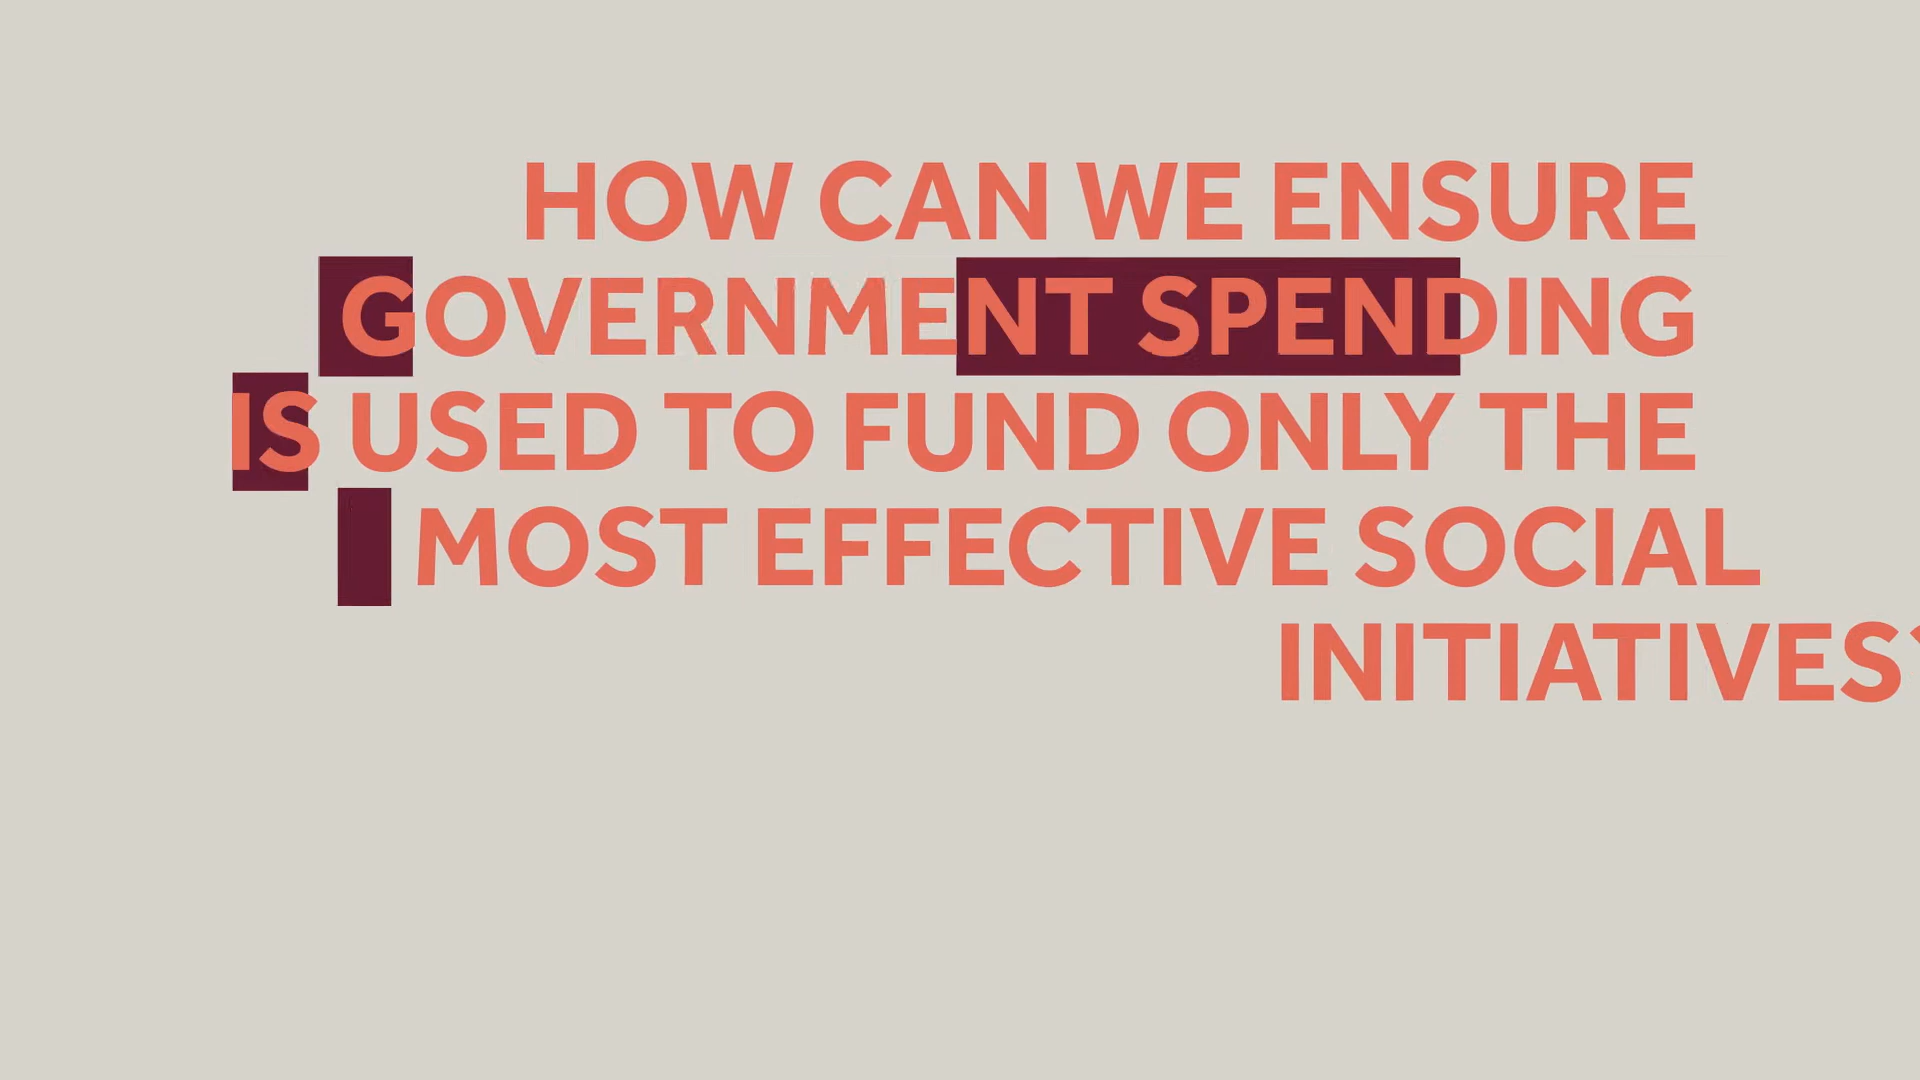 HOW CAN WE ENSURE
GOVERNMENT SPENDING
IS USED TO FUND ONLY THE
MOST EFFECTIVE SOCIAL
INITIATIVES?